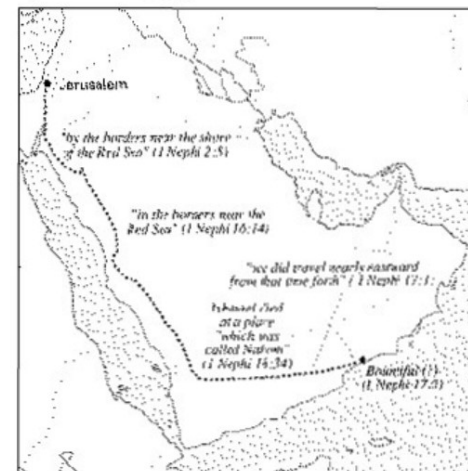 Jerusalem
"by the borders near the shore
of the Red Sea" (1 Nephi 2:5)
"in the borders near the
Red Sea" (1 Nephi 16:14)
"we did travel nearly eastward
from that time forth" (1 Nephi 17:1
Ishmael died
at a place
"which was
called Nahom"
(1 Nephi 16:34)
Bountiful (?)
(1 Nephi 17:5)